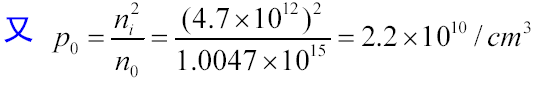 又 p₀ = nᵢ²/n₀ = (4.7×10¹²)²/1.0047×10¹⁵ = 2.2×10¹⁰ / cm³